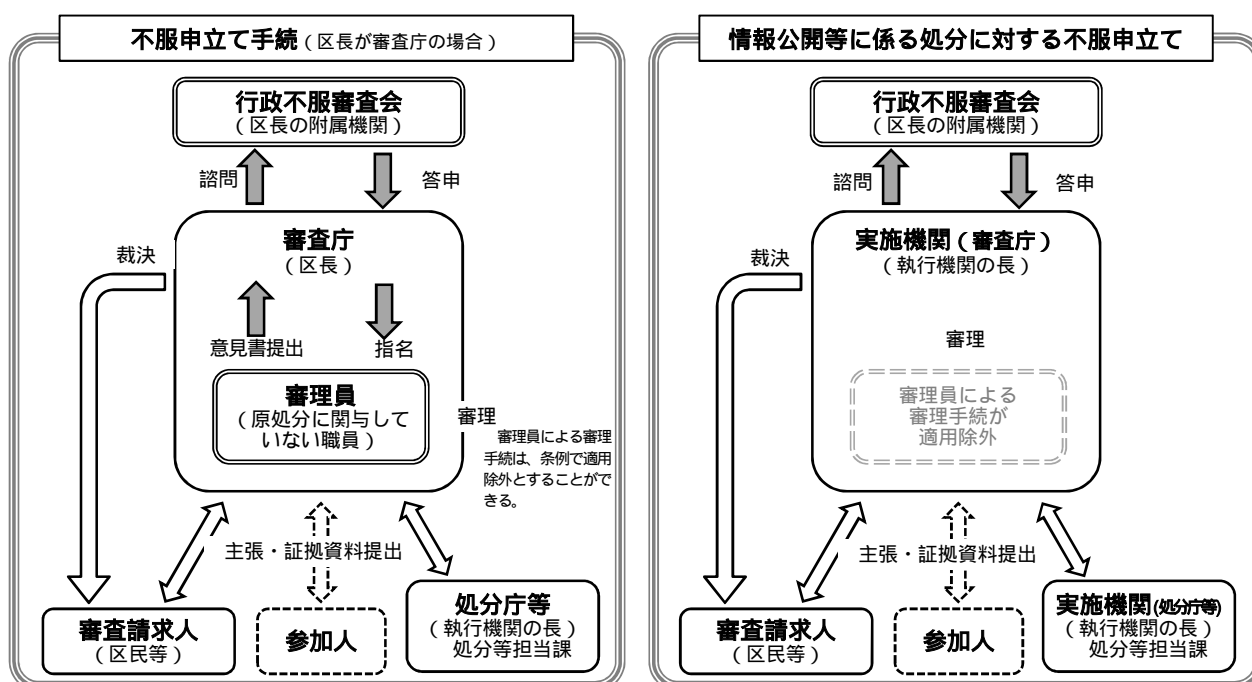 不服申立て手続（区長が審査庁の場合）
行政不服審査会
（区長の附属機関）
諮問
答申
審査庁
（区長）
裁決
意見書提出
指名
審理員
（原処分に関与して
いない職員）
審理
審理員による審理
手続は、条例で適用
除外とすることがで
きる。
主張・証拠資料提出
審査請求人
（区民等）
参加人
処分庁等
（執行機関の長）
処分等担当課
情報公開等に係る処分に対する不服申立て
行政不服審査会
（区長の附属機関）
諮問
答申
実施機関（審査庁）
（執行機関の長）
裁決
審理
審理員による
審理手続が
適用除外
主張・証拠資料提出
審査請求人
（区民等）
参加人
実施機関(処分庁等)
（執行機関の長）
処分等担当課